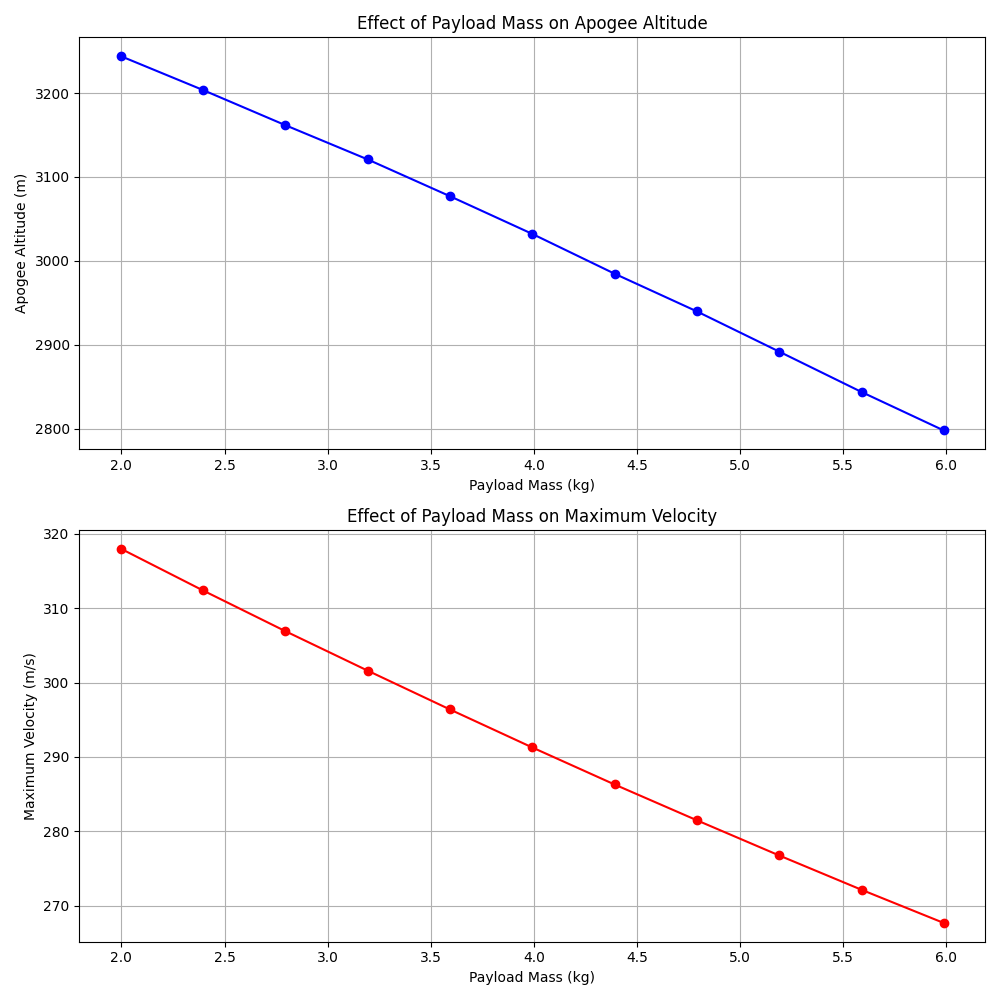 Effect of Payload Mass on Apogee Altitude
Apogee Altitude (m)
3200
3100
3000
2900
2800
2.0 2.5 3.0 3.5 4.0 4.5 5.0 5.5 6.0
Payload Mass (kg)
Effect of Payload Mass on Maximum Velocity
Maximum Velocity (m/s)
320
310
300
290
280
270
2.0 2.5 3.0 3.5 4.0 4.5 5.0 5.5 6.0
Payload Mass (kg)